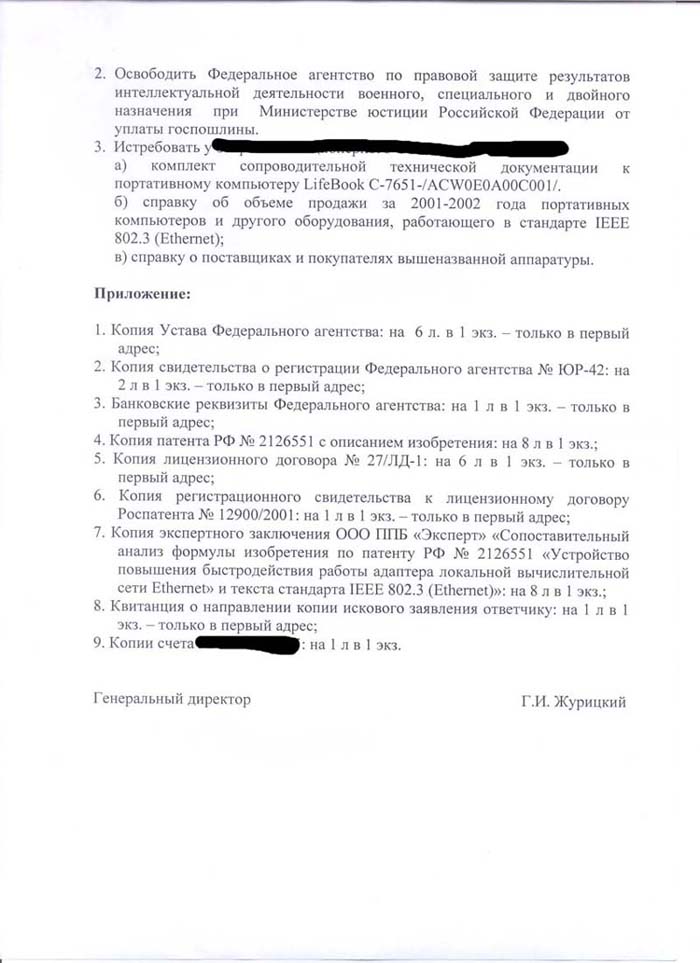 2. Освободить Федеральное агентство по правовой защите результатов
интеллектуальной деятельности военного, специального и двойного
назначения при Министерстве юстиции Российской Федерации от
уплаты госпошлины.
3. Истребовать у
а) комплект сопроводительной технической документации к
портативному компьютеру LifeBook C-7651-/ACW0E0A00C001/.
б) справку об объеме продажи за 2001-2002 года портативных
компьютеров и другого оборудования, работающего в стандарте IEEE
802.3 (Ethernet);
в) справку о поставщиках и покупателях вышеназванной аппаратуры.
Приложение:
1. Копия Устава Федерального агентства: на 6 л. в 1 экз. – только в первый
адрес;
2. Копия свидетельства о регистрации Федерального агентства № ЮР-42: на
2 л в 1 экз. – только в первый адрес;
3. Банковские реквизиты Федерального агентства: на 1 л в 1 экз. – только в
первый адрес;
4. Копия патента РФ № 2126551 с описанием изобретения: на 8 л в 1 экз.;
5. Копия лицензионного договора № 27/ЛД-1: на 6 л в 1 экз. – только в
первый адрес;
6. Копия регистрационного свидетельства к лицензионному договору
Роспатента № 12900/2001: на 1 л в 1 экз. – только в первый адрес;
7. Копия экспертного заключения ООО ППБ «Эксперт» «Сопоставительный
анализ формулы изобретения по патенту РФ № 2126551 «Устройство
повышения быстродействия работы адаптера локальной вычислительной
сети Ethernet» и текста стандарта IEEE 802.3 (Ethernet)»: на 8 л в 1 экз.;
8. Квитанция о направлении копии искового заявления ответчику: на 1 л в 1
экз. – только в первый адрес;
9. Копии счета : на 1 л в 1 экз.
Генеральный директор
Г.И. Журицкий